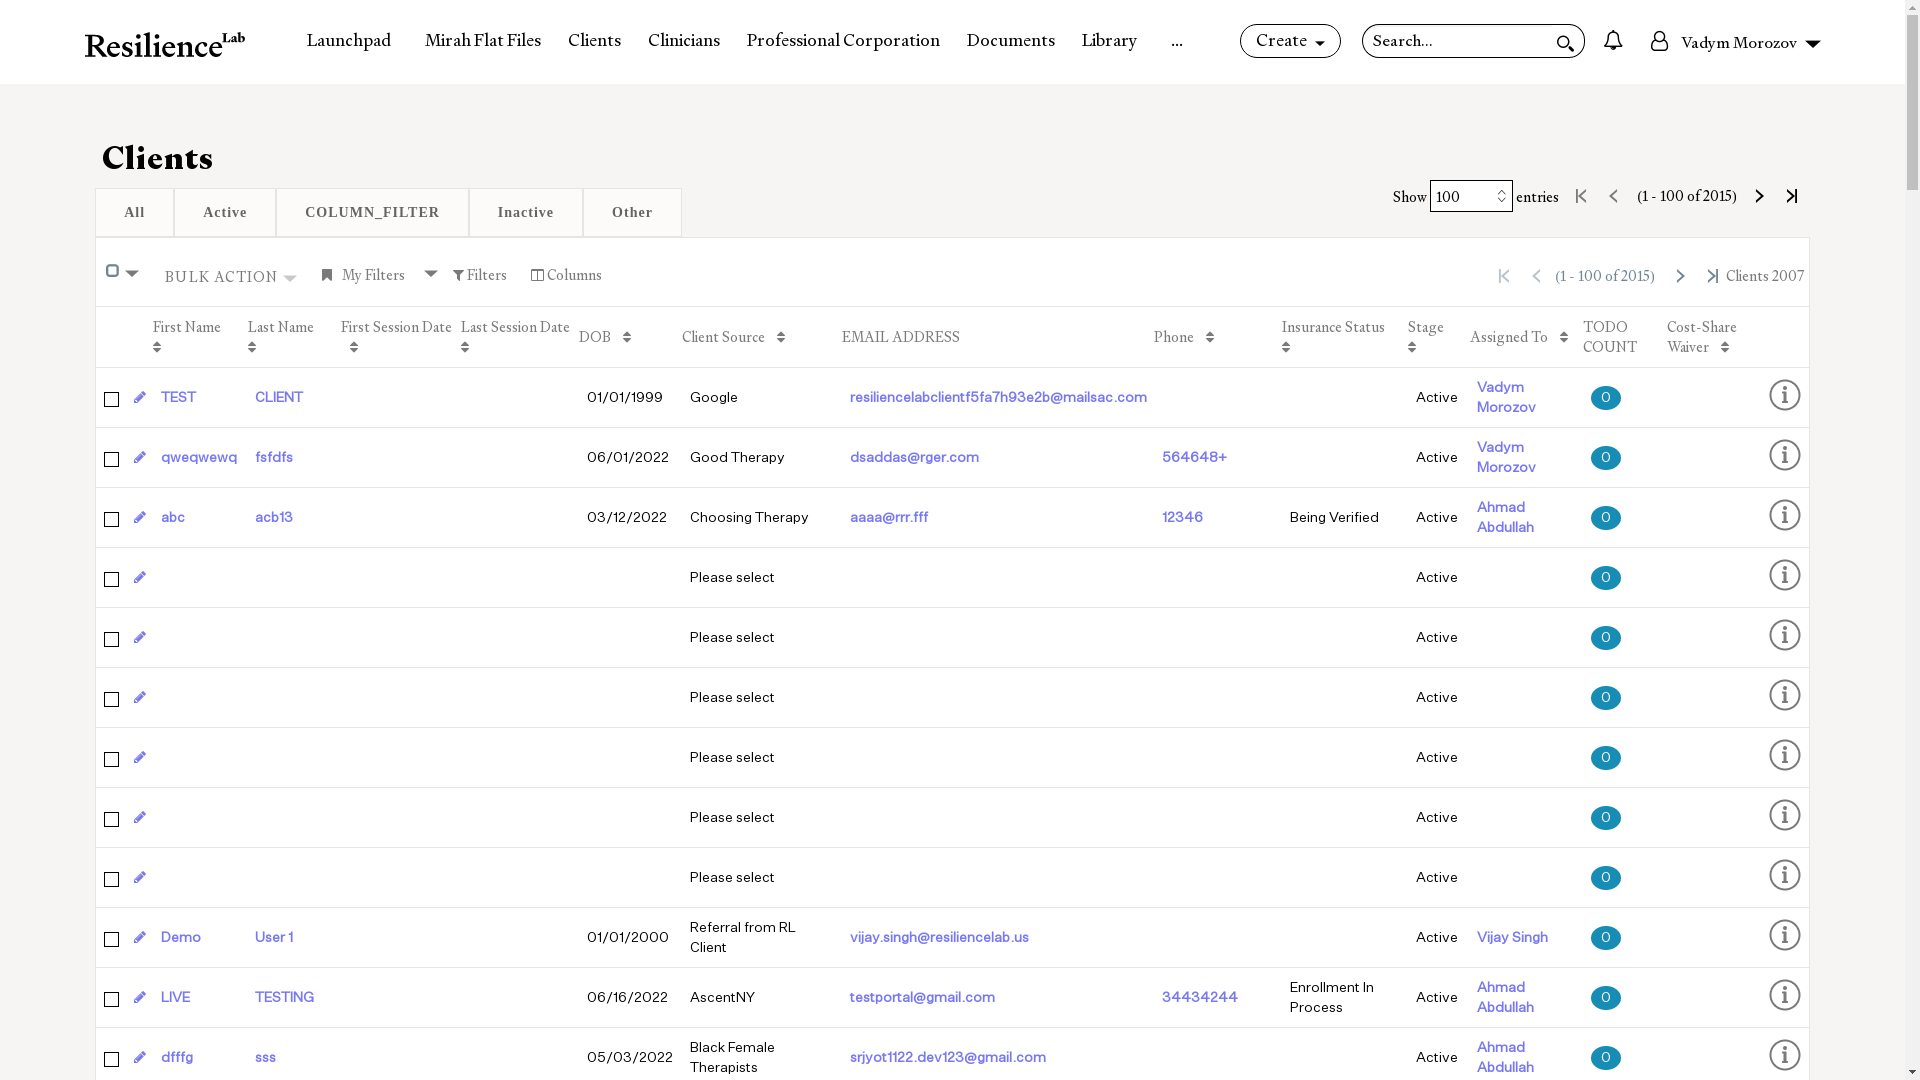 ResilienceLab Launchpad Mirah Flat Files Clients Clinicians Professional Corporation Documents Library ... Create Search... Vadym Morozov
Clients
Show 100 entries (1 - 100 of 2015)
All Active COLUMN_FILTER Inactive Other
BULK ACTION My Filters Filters Columns (1 - 100 of 2015) Clients 2007
First Name Last Name First Session Date Last Session Date DOB Client Source EMAIL ADDRESS Phone Insurance Status Stage Assigned To TODO COUNT Cost-Share Waiver
TEST CLIENT 01/01/1999 Google resiliencelabclientf5fa7h93e2b@mailsac.com Active Vadym Morozov 0
qweqwewq fsfdfs 06/01/2022 Good Therapy dsaddas@rger.com 564648+ Active Vadym Morozov 0
abc acb13 03/12/2022 Choosing Therapy aaaa@rrr.fff 12346 Being Verified Active Ahmad Abdullah 0
Please select Active 0
Please select Active 0
Please select Active 0
Please select Active 0
Please select Active 0
Please select Active 0
Demo User 1 01/01/2000 Referral from RL Client vijay.singh@resiliencelab.us Active Vijay Singh 0
LIVE TESTING 06/16/2022 AscentNY testportal@gmail.com 34434244 Enrollment In Process Active Ahmad Abdullah 0
dfffg sss 05/03/2022 Black Female Therapists srjyot1122.dev123@gmail.com Active Ahmad Abdullah 0